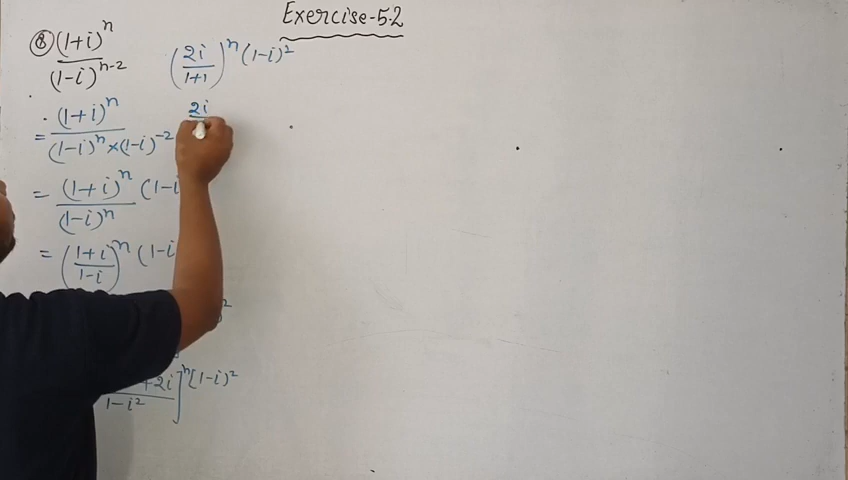 Exercise-5.2
⑧ (1+i)^n / (1-i)^{n-2}
= (1+i)^n / (1-i)^n × (1-i)^{-2}
= (1+i)^n / (1-i)^n (1-i
= ((1+i)/(1-i))^n (1-i
)^2
+2i / 1-i^2 ]^n (1-i)^2
(2i / 1+1)^n (1-i)^2
2i